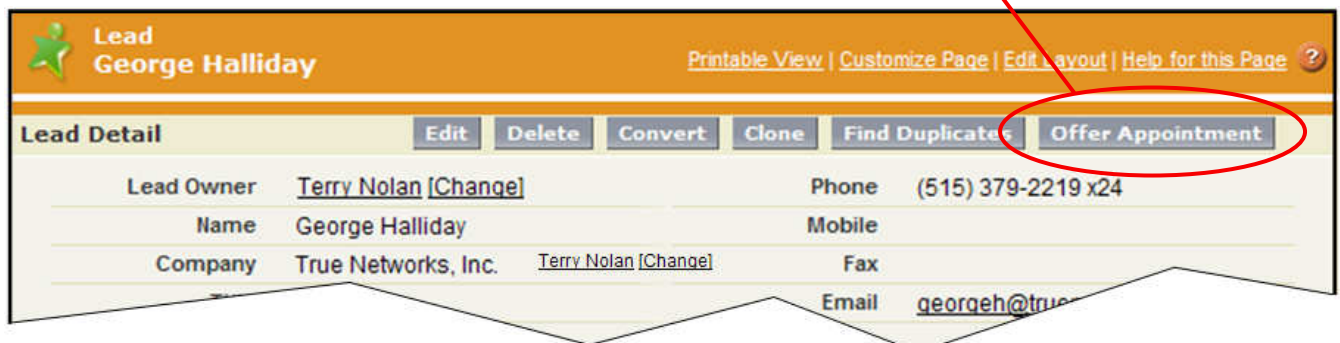 Lead
George Halliday
Printable View | Customize Page | Edit Layout | Help for this Page ?
Lead Detail
Edit Delete Convert Clone Find Duplicates Offer Appointment
Lead Owner Terry Nolan [Change] Phone (515) 379-2219 x24
Name George Halliday Mobile
Company True Networks, Inc. Terry Nolan [Change] Fax
Email